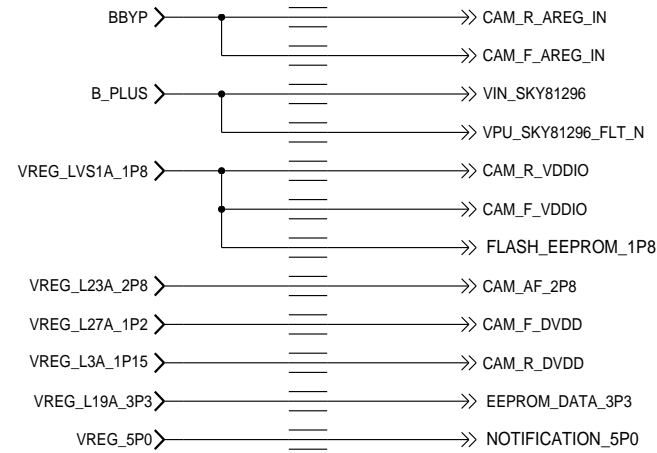 BBYP CAM_R_AREG_IN
CAM_F_AREG_IN
B_PLUS VIN_SKY81296
VPU_SKY81296_FLT_N
VREG_LVS1A_1P8 CAM_R_VDDIO
CAM_F_VDDIO
FLASH_EEPROM_1P8
VREG_L23A_2P8 CAM_AF_2P8
VREG_L27A_1P2 CAM_F_DVDD
VREG_L3A_1P15 CAM_R_DVDD
VREG_L19A_3P3 EEPROM_DATA_3P3
VREG_5P0 NOTIFICATION_5P0